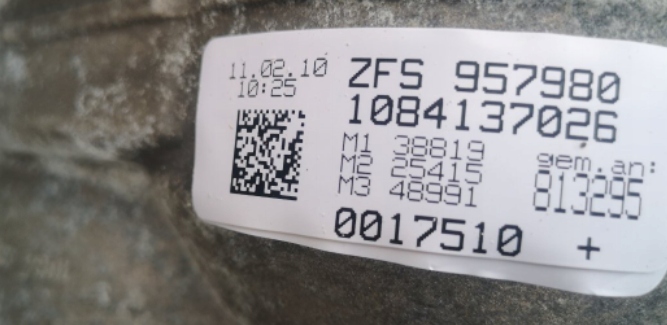 11.02.10
10:25
ZFS 957980
1084137026
M1 38819
M2 25415
M3 48991
gem.an:
813295
0017510 +